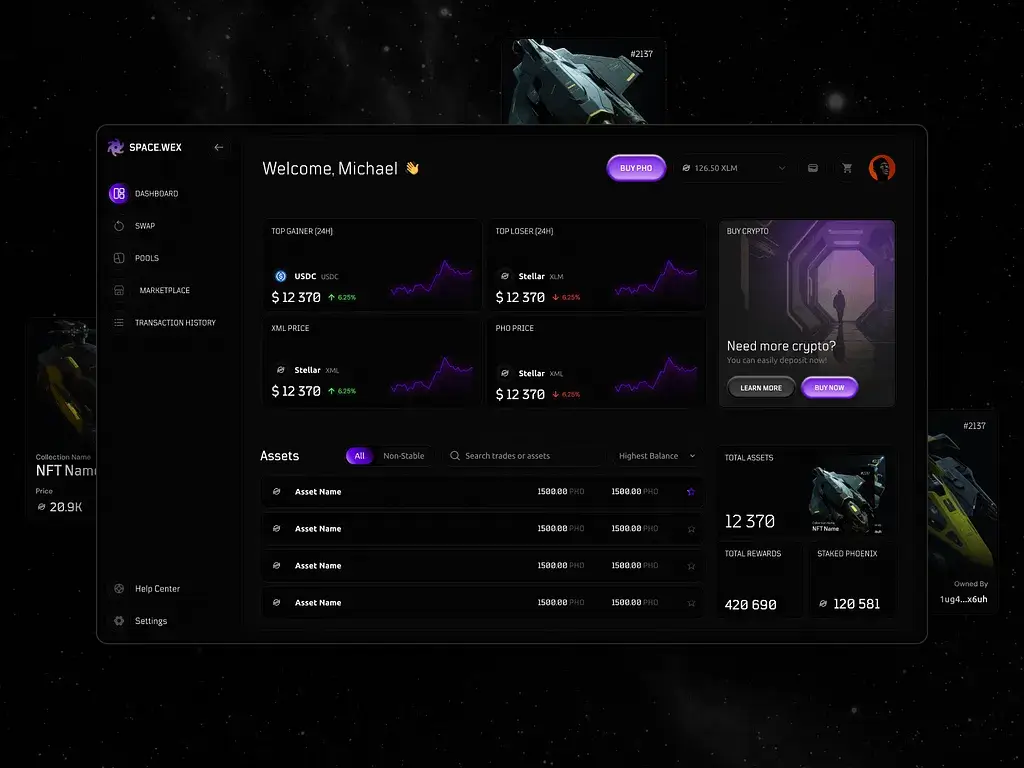 #2137
SPACE.WEX
DASHBOARD
SWAP
POOLS
MARKETPLACE
TRANSACTION HISTORY
Help Center
Settings
Welcome, Michael 👋
BUY PHO
126.50 XLM
TOP GAINER (24H)
USDC USDC
$ 12 370 6,25%
TOP LOSER (24H)
Stellar XLM
$ 12 370 6,25%
XML PRICE
Stellar XML
$ 12 370 6,25%
PHO PRICE
Stellar XML
$ 12 370 6,25%
BUY CRYPTO
Need more crypto?
You can easily deposit now!
LEARN MORE
BUY NOW
Assets
All
Non-Stable
Search trades or assets
Highest Balance
Asset Name 1500.00 PHO 1500.00 PHO
Asset Name 1500.00 PHO 1500.00 PHO
Asset Name 1500.00 PHO 1500.00 PHO
Asset Name 1500.00 PHO 1500.00 PHO
TOTAL ASSETS
12 370
Collection Name
NFT Name
TOTAL REWARDS
420 690
STAKED PHOENIX
120 581
Collection Name
NFT Name
Price
20.9K
#2137
Owned By
1ug4...x6uh